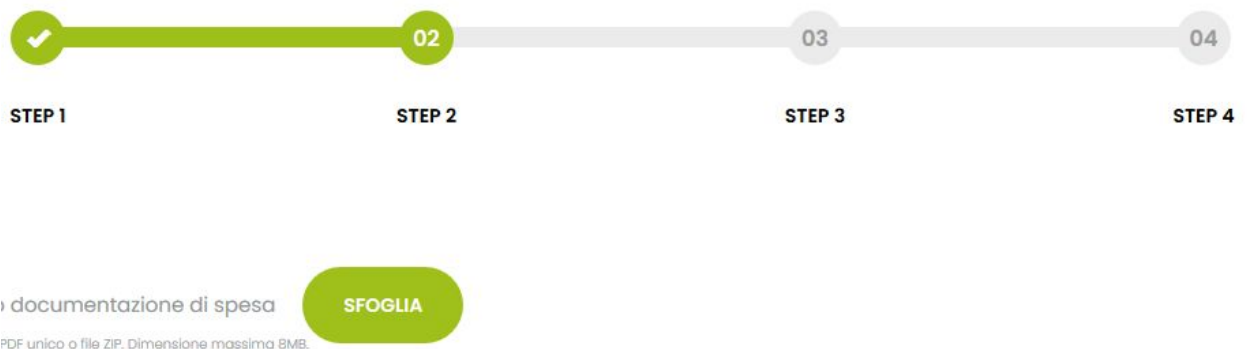 02 03 04
STEP 1 STEP 2 STEP 3 STEP 4
documentazione di spesa SFOGLIA
PDF unico o file ZIP. Dimensione massima 8MB.